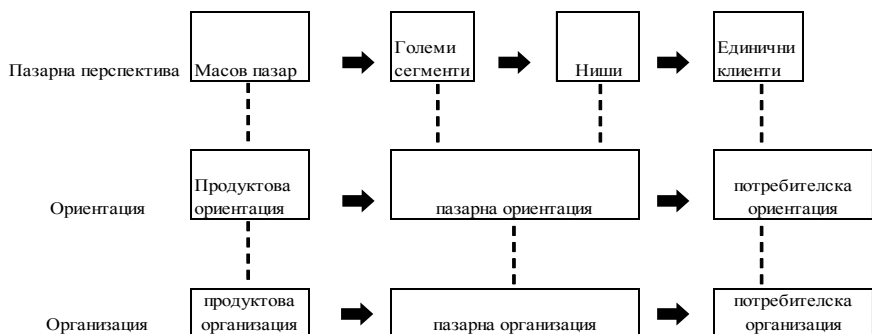 Пазарна перспектива
Масов пазар
Големи
сегменти
Ниши
Единични
клиенти
Ориентация
Продуктова
ориентация
пазарна ориентация
потребителска
ориентация
Организация
продуктова
организация
пазарна организация
потребителска
организация